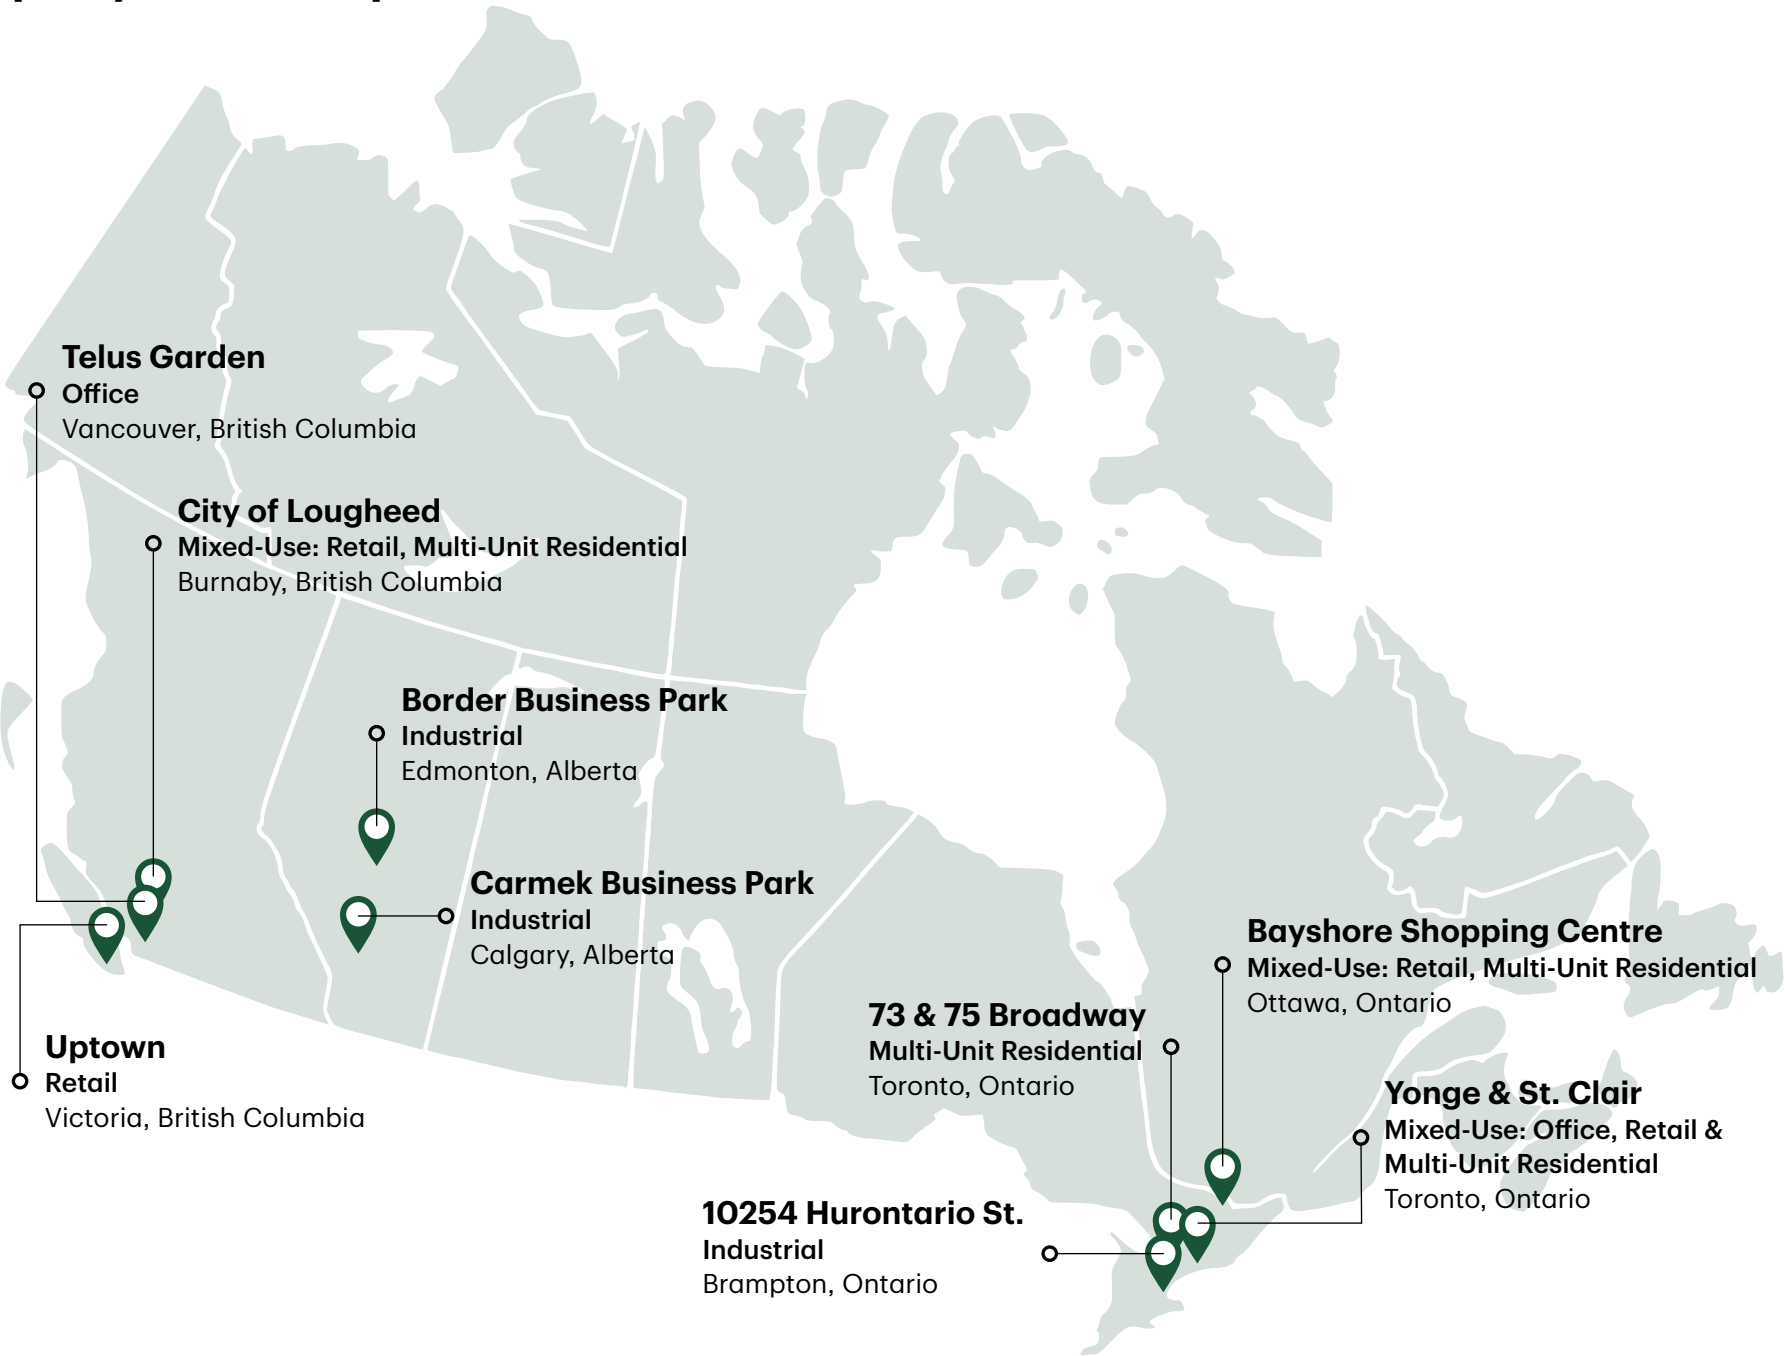 Telus Garden
Office
Vancouver, British Columbia
City of Lougheed
Mixed-Use: Retail, Multi-Unit Residential
Burnaby, British Columbia
Border Business Park
Industrial
Edmonton, Alberta
Carmek Business Park
Industrial
Calgary, Alberta
Uptown
Retail
Victoria, British Columbia
Bayshore Shopping Centre
Mixed-Use: Retail, Multi-Unit Residential
Ottawa, Ontario
73 & 75 Broadway
Multi-Unit Residential
Toronto, Ontario
Yonge & St. Clair
Mixed-Use: Office, Retail &
Multi-Unit Residential
Toronto, Ontario
10254 Hurontario St.
Industrial
Brampton, Ontario